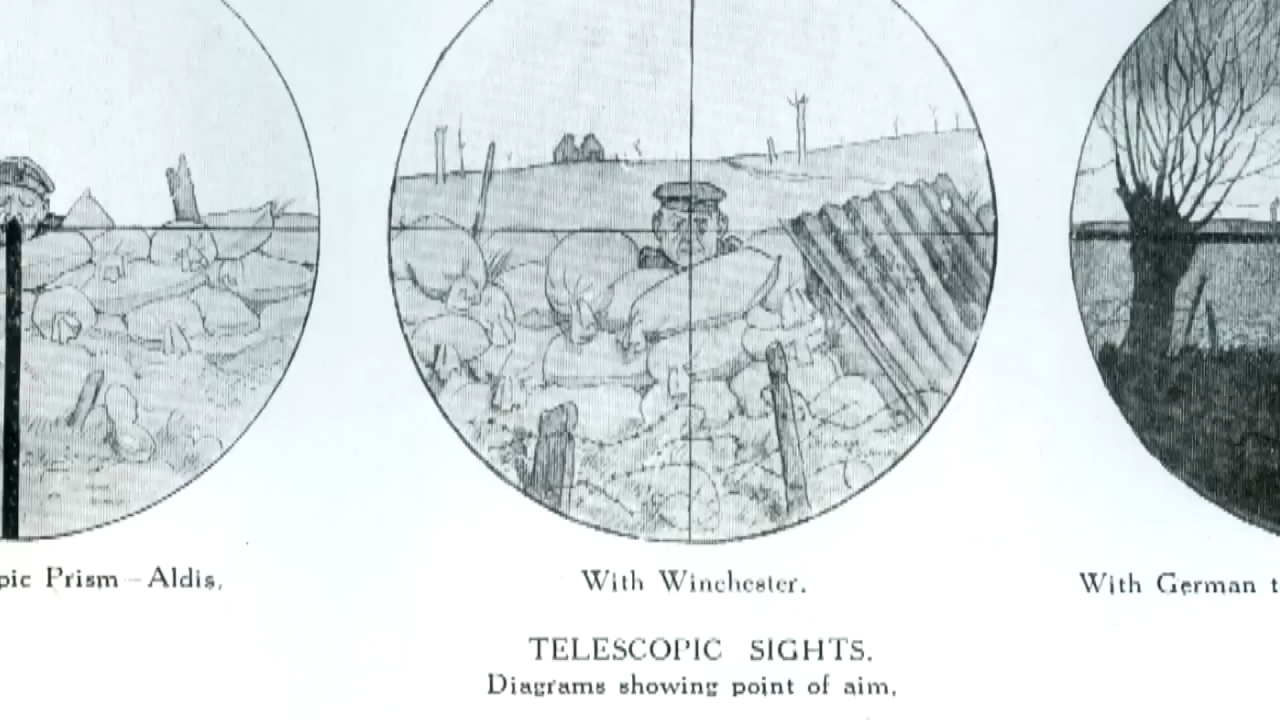 pic Prism – Aldis,
With Winchester.
With German t
TELESCOPIC SIGHTS.
Diagrams showing point of aim,